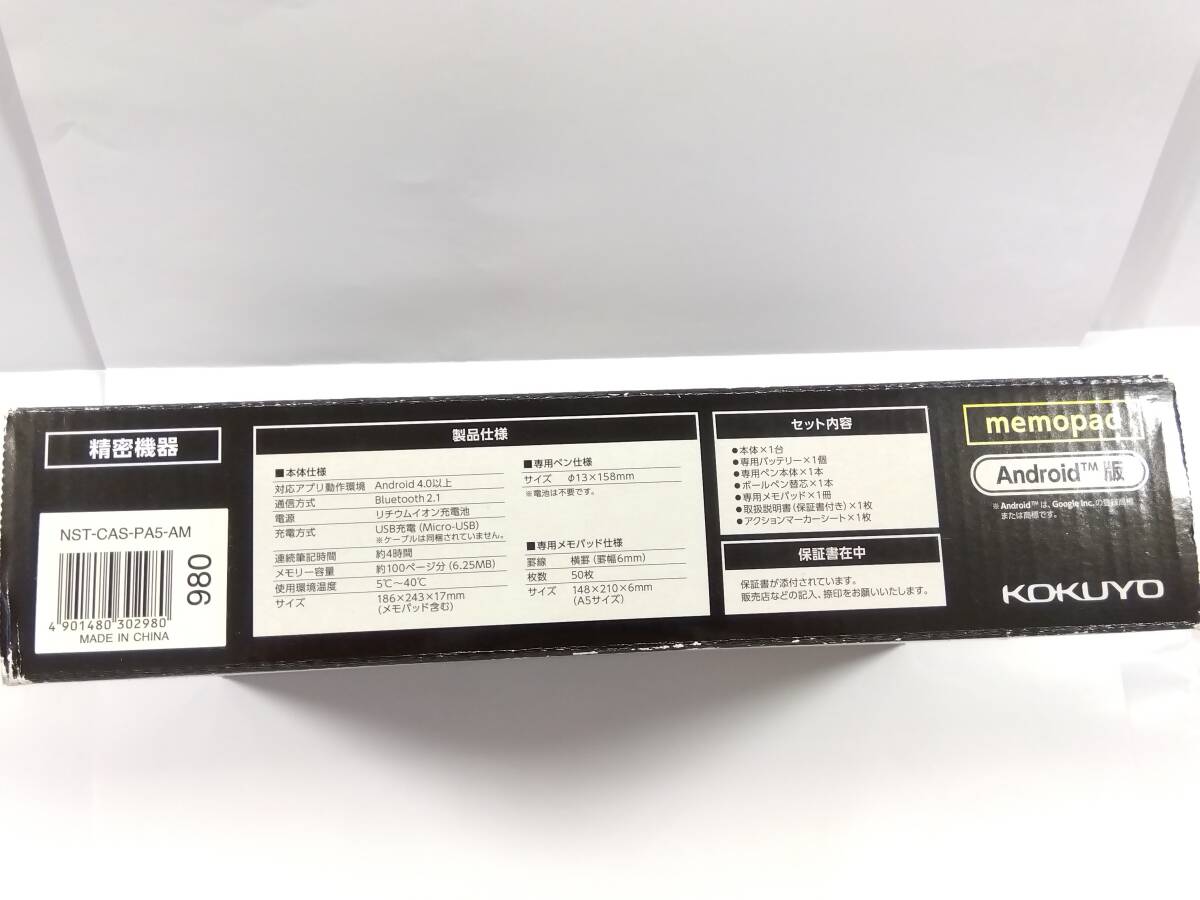 精密機器
NST-CAS-PA5-AM
980
4 901480 302980
MADE IN CHINA
製品仕様
■本体仕様
対応アプリ動作環境 Android 4.0以上
通信方式 Bluetooth 2.1
電源 リチウムイオン充電池
充電方式 USB充電 (Micro-USB)
※ケーブルは同梱されていません。
連続筆記時間 約4時間
メモリー容量 約100ページ分 (6.25MB)
使用環境温度 5℃～40℃
サイズ 186×243×17mm
(メモパッド含む)
■専用ペン仕様
サイズ φ13×158mm
※電池は不要です。
■専用メモパッド仕様
罫線 横罫 (罫幅6mm)
枚数 50枚
サイズ 148×210×6mm
(A5サイズ)
セット内容
●本体×1台
●専用バッテリー×1個
●専用ペン本体×1本
●ボールペン替芯×1本
●専用メモパッド×1冊
●取扱説明書 (保証書付き)×1枚
●アクションマーカーシート×1枚
保証書在中
保証書が添付されています。
販売店などの記入、捺印をお願いいたします。
memopad
Android™ 版
※Android™ は、Google Inc.の登録商標
または商標です。
KOKUYO